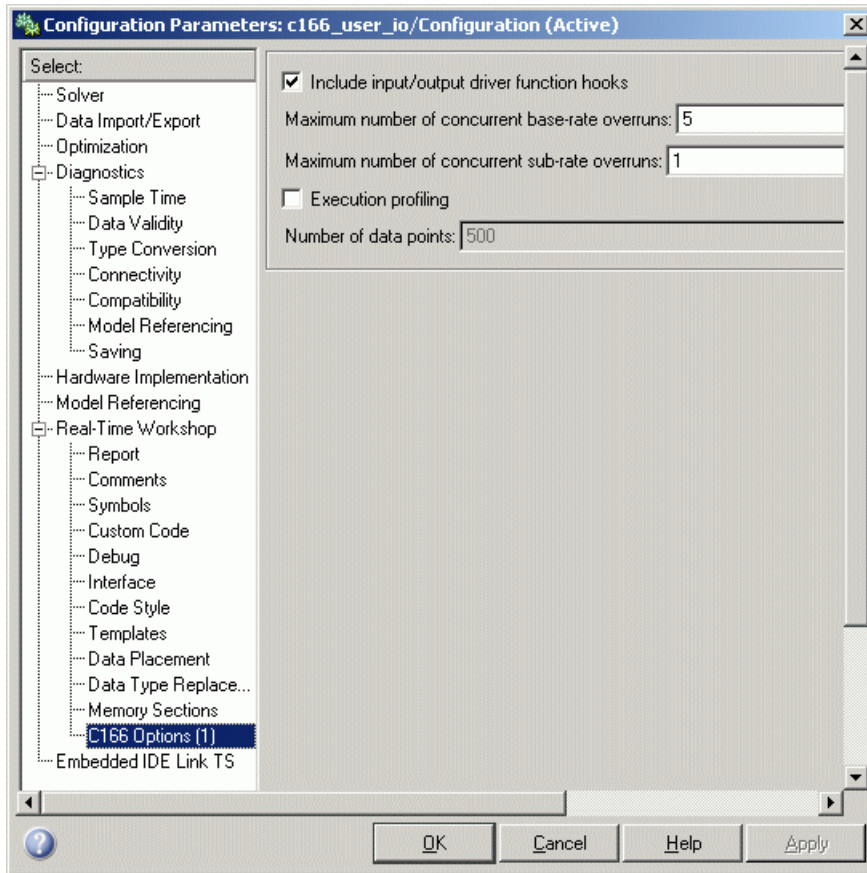 Configuration Parameters: c166_user_io/Configuration (Active)
Select:
Solver
Data Import/Export
Optimization
Diagnostics
Sample Time
Data Validity
Type Conversion
Connectivity
Compatibility
Model Referencing
Saving
Hardware Implementation
Model Referencing
Real-Time Workshop
Report
Comments
Symbols
Custom Code
Debug
Interface
Code Style
Templates
Data Placement
Data Type Replace...
Memory Sections
C166 Options (1)
Embedded IDE Link TS
Include input/output driver function hooks
Maximum number of concurrent base-rate overruns: 5
Maximum number of concurrent sub-rate overruns: 1
Execution profiling
Number of data points: 500
OK Cancel Help Apply